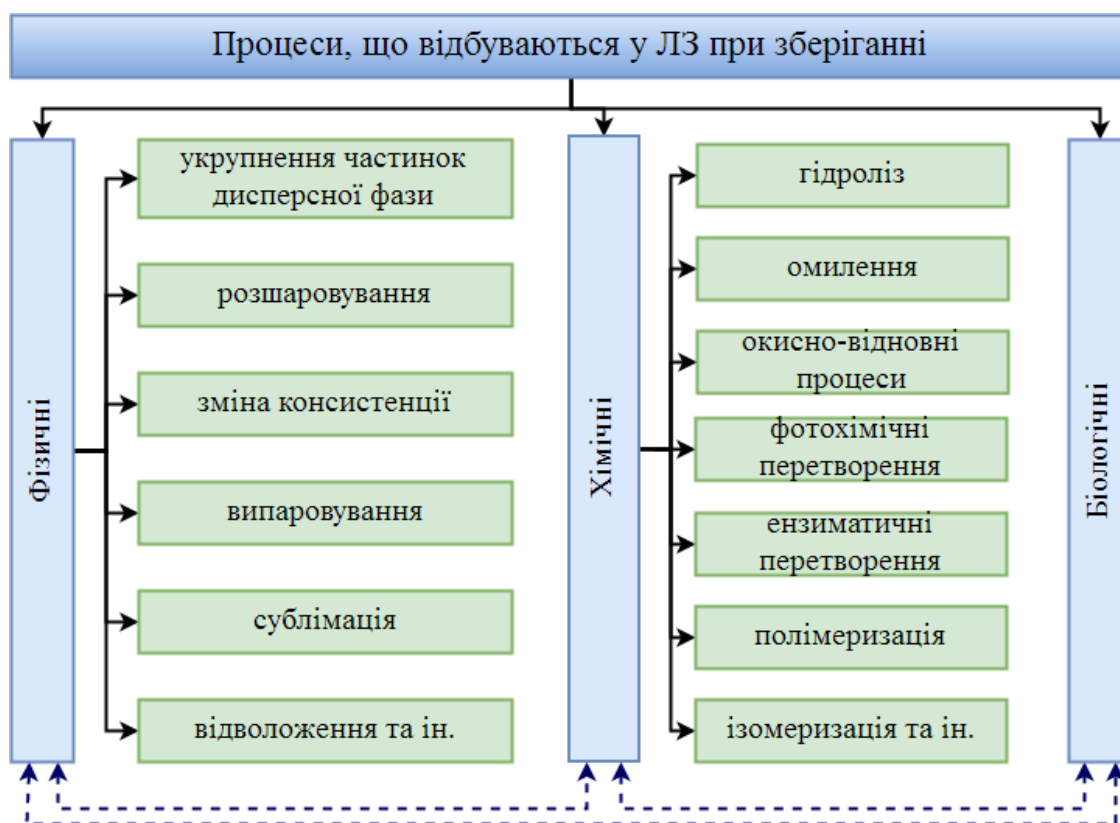 Процеси, що відбуваються у ЛЗ при зберіганні
Фізичні
укрупнення частинок
дисперсної фази
розшаровування
зміна консистенції
випаровування
сублімація
відволоження та ін.
Хімічні
гідроліз
омилення
окисно-відновні
процеси
фотохімічні
перетворення
ензиматичні
перетворення
полімеризація
ізомеризація та ін.
Біологічні